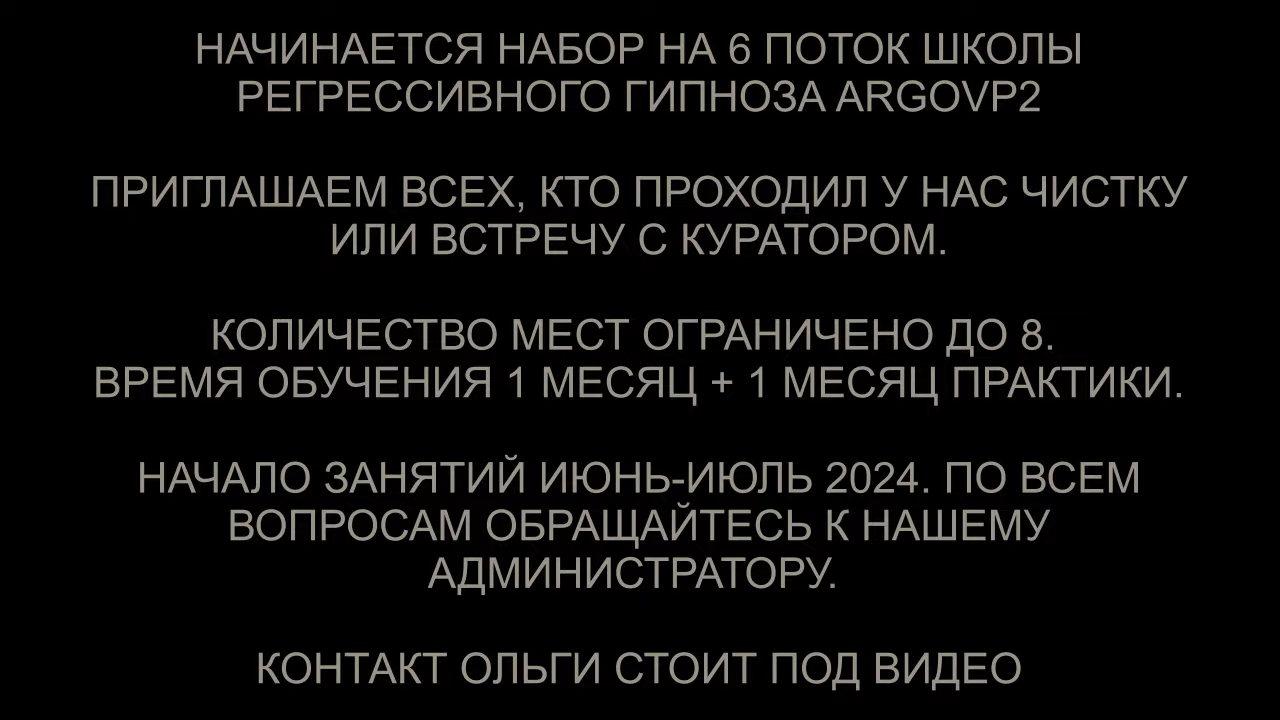 НАЧИНАЕТСЯ НАБОР НА 6 ПОТОК ШКОЛЫ
РЕГРЕССИВНОГО ГИПНОЗА ARGOVP2
ПРИГЛАШАЕМ ВСЕХ, КТО ПРОХОДИЛ У НАС ЧИСТКУ
ИЛИ ВСТРЕЧУ С КУРАТОРОМ.
КОЛИЧЕСТВО МЕСТ ОГРАНИЧЕНО ДО 8.
ВРЕМЯ ОБУЧЕНИЯ 1 МЕСЯЦ + 1 МЕСЯЦ ПРАКТИКИ.
НАЧАЛО ЗАНЯТИЙ ИЮНЬ-ИЮЛЬ 2024. ПО ВСЕМ
ВОПРОСАМ ОБРАЩАЙТЕСЬ К НАШЕМУ
АДМИНИСТРАТОРУ.
КОНТАКТ ОЛЬГИ СТОИТ ПОД ВИДЕО